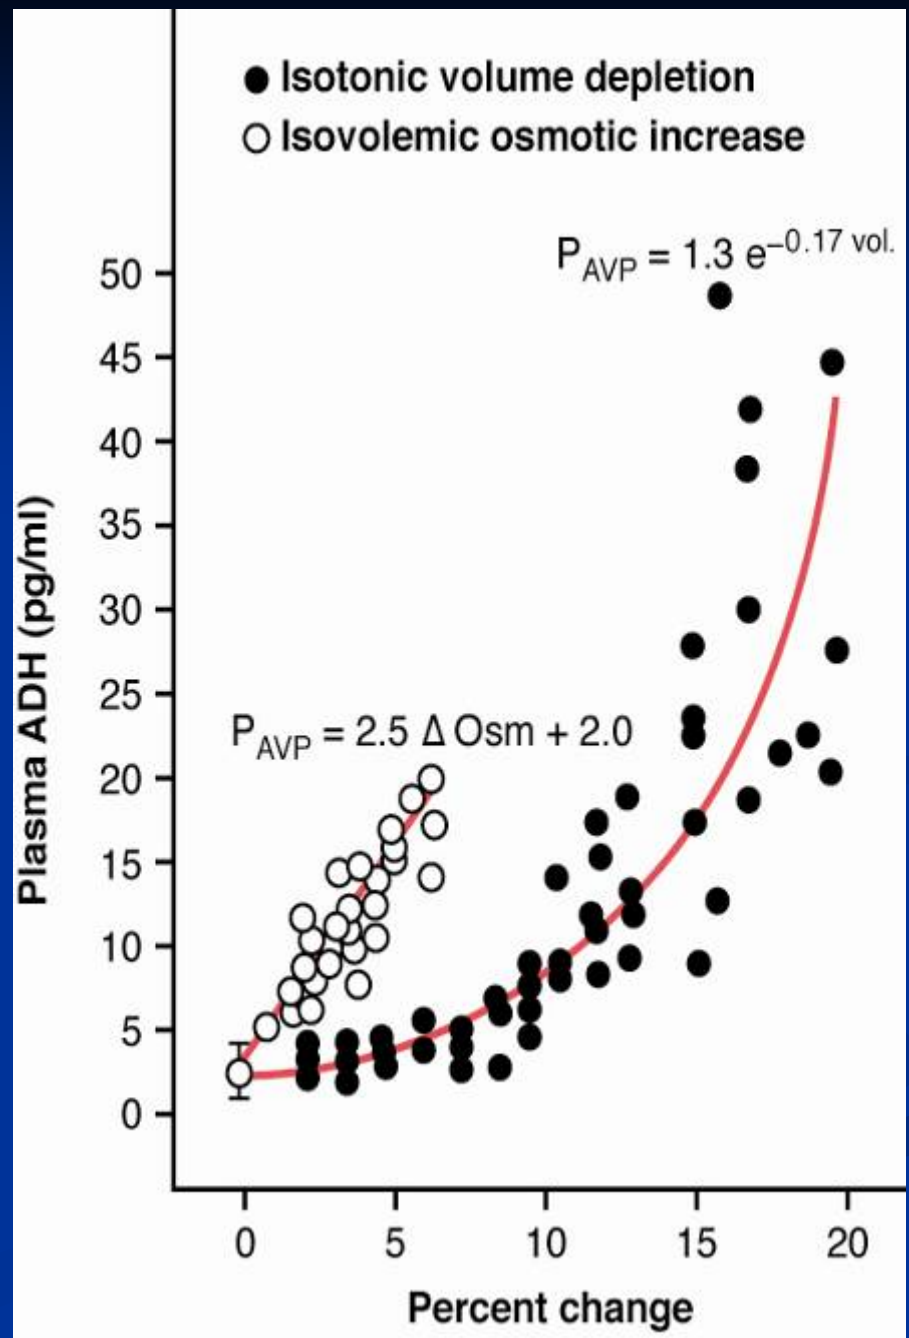 Isotonic volume depletion
Isovolemic osmotic increase
P_AVP = 1.3 e^–0.17 vol.
50
45
40
35
30
25
P_AVP = 2.5 Δ Osm + 2.0
20
15
10
5
0
Plasma ADH (pg/ml)
0 5 10 15 20
Percent change